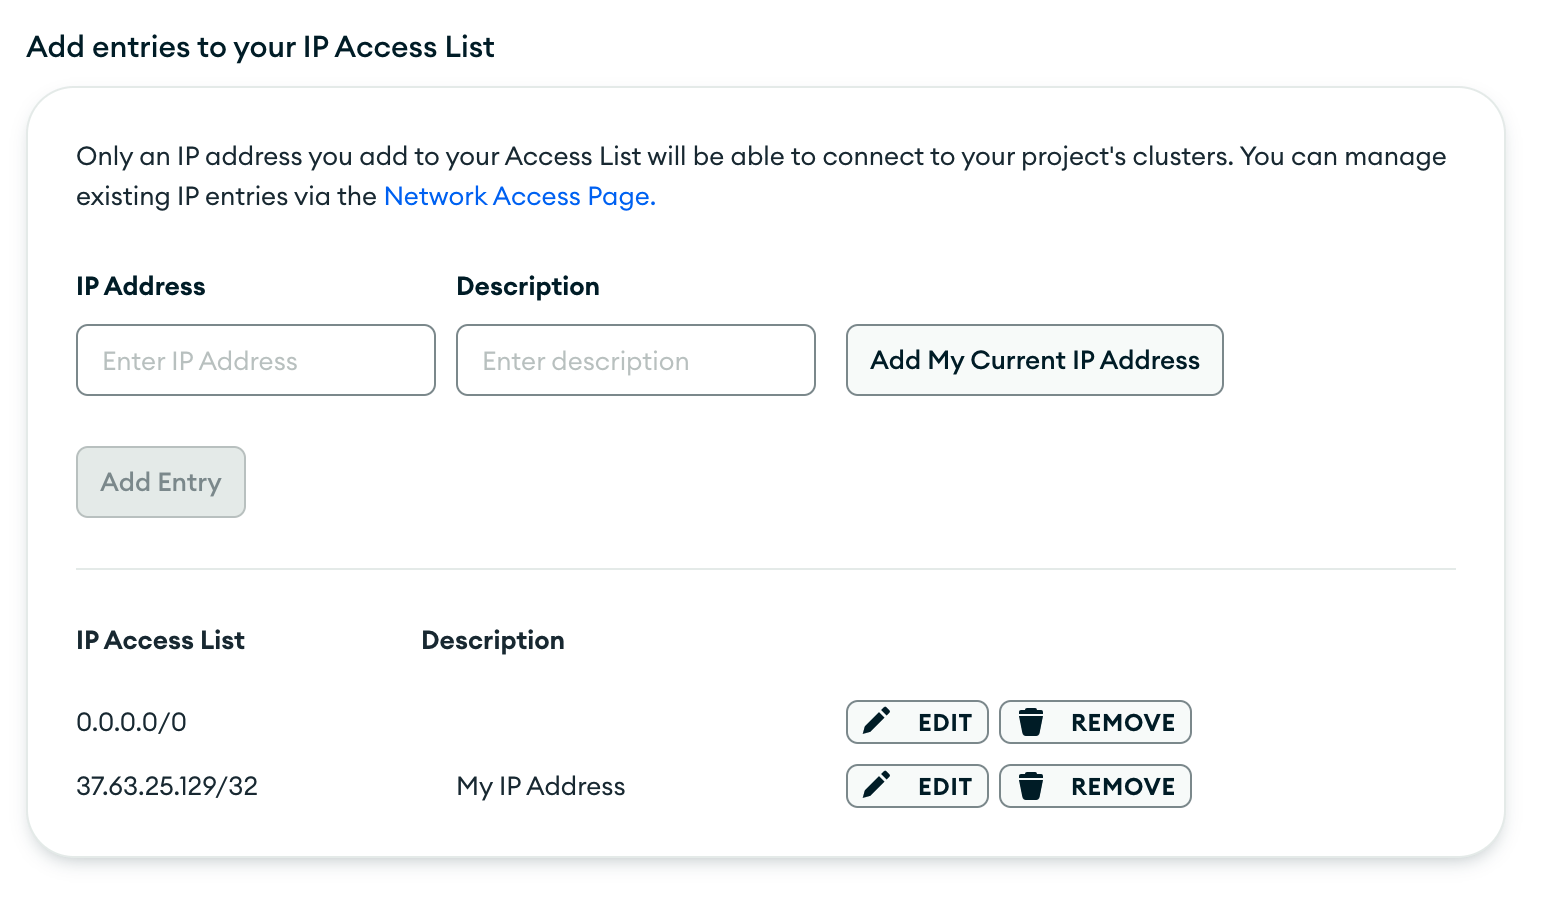 Add entries to your IP Access List
Only an IP address you add to your Access List will be able to connect to your project's clusters. You can manage
existing IP entries via the Network Access Page.
IP Address Description
Enter IP Address Enter description Add My Current IP Address
Add Entry
IP Access List Description
0.0.0.0/0 EDIT REMOVE
37.63.25.129/32 My IP Address EDIT REMOVE